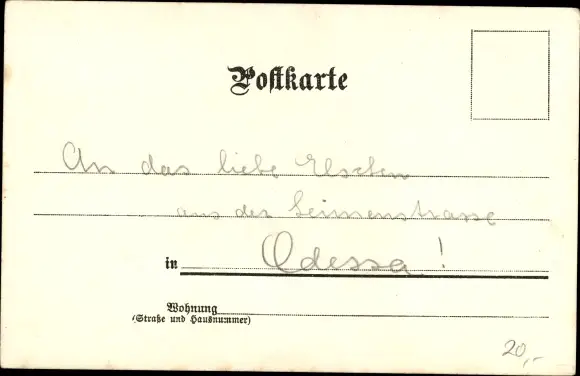 Postkarte
An das liebe Elschen
aus der Leimenstrasse
in Odessa!
Wohnung
(Straße und Hausnummer)
20,-